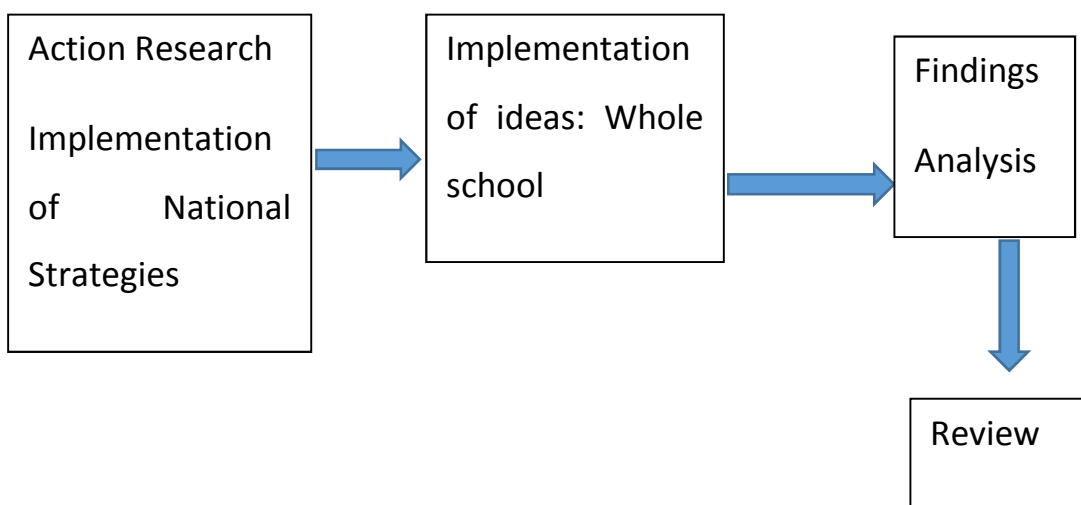 Action Research
Implementation
of National
Strategies
Implementation
of ideas: Whole
school
Findings
Analysis
Review